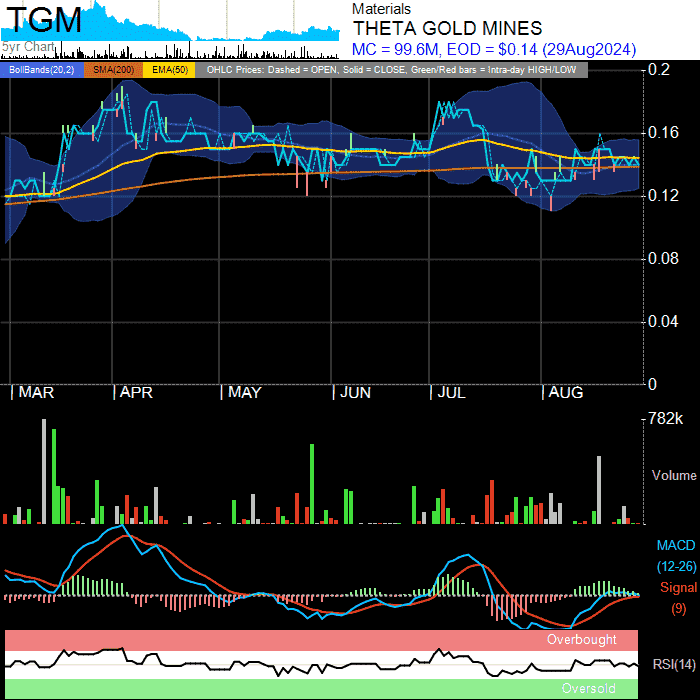 TGM
5yr Chart
Materials
THETA GOLD MINES
MC = 99.6M, EOD = $0.14 (29Aug2024)
BollBands(20,2) SMA(200) EMA(50) OHLC Prices: Dashed = OPEN, Solid = CLOSE, Green/Red bars = Intra-day HIGH/LOW
0.2
0.16
0.12
0.08
0.04
0
MAR APR MAY JUN JUL AUG
782k
Volume
MACD
(12-26)
Signal
(9)
Overbought
RSI(14)
Oversold